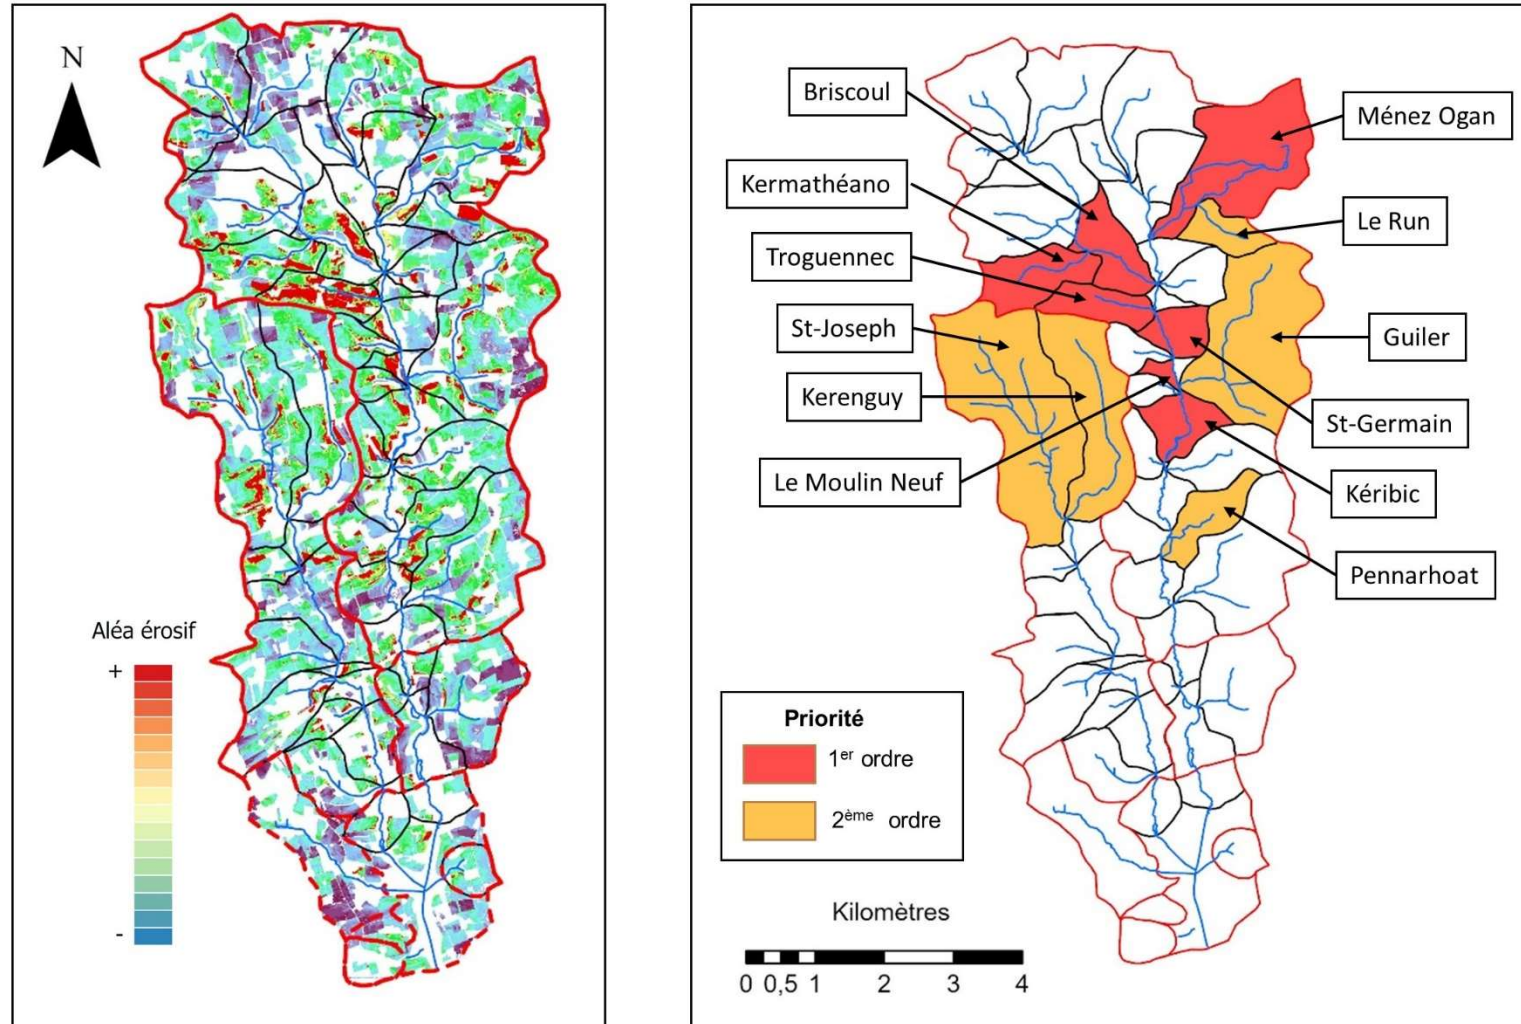 N
Aléa érosif
+
-
Briscoul
Kermathéano
Troguennec
St-Joseph
Kerenguy
Le Moulin Neuf
Ménez Ogan
Le Run
Guiler
St-Germain
Kéribic
Pennarhoat
Priorité
1er ordre
2ème ordre
Kilomètres
0 0,5 1 2 3 4